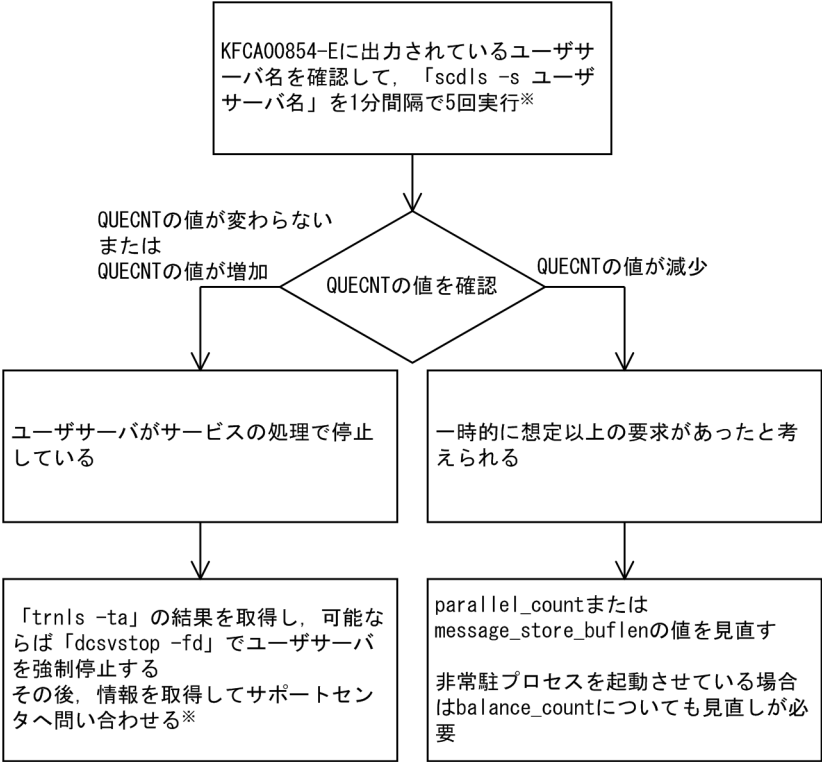 KFCA00854-Eに出力されているユーザサ
ーバ名を確認して，「scdls -s ユーザ
サーバ名」を1分間隔で5回実行※
QUECNTの値が変わらない
または
QUECNTの値が増加
QUECNTの値を確認
QUECNTの値が減少
ユーザサーバがサービスの処理で停止
している
一時的に想定以上の要求があったと考
えられる
「trnls -ta」の結果を取得し，可能な
らば「dcsvstop -fd」でユーザサーバ
を強制停止する
その後，情報を取得してサポートセン
タへ問い合わせる※
parallel_countまたは
message_store_buflenの値を見直す
非常駐プロセスを起動させている場合
はbalance_countについても見直しが必
要